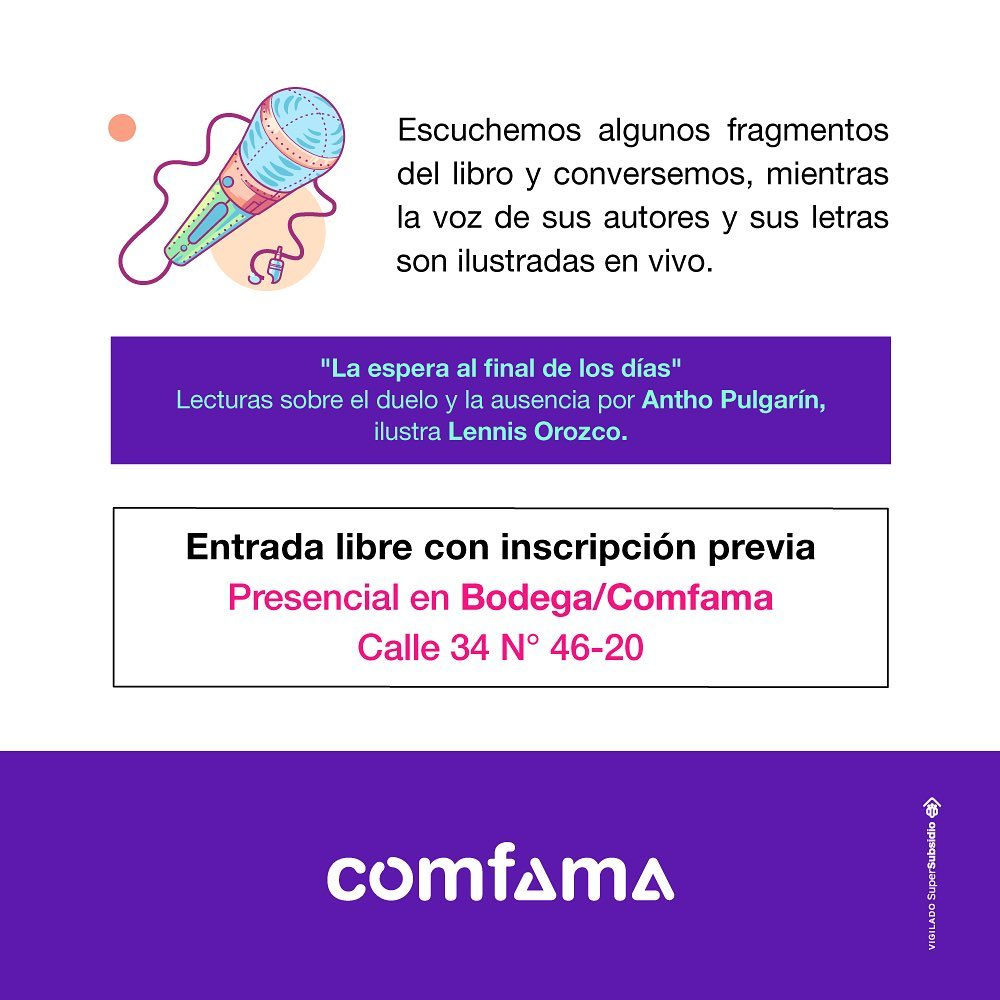 Escuchemos algunos fragmentos
del libro y conversemos, mientras
la voz de sus autores y sus letras
son ilustradas en vivo.
"La espera al final de los días"
Lecturas sobre el duelo y la ausencia por Antho Pulgarín,
ilustra Lennis Orozco.
Entrada libre con inscripción previa
Presencial en Bodega/Comfama
Calle 34 N° 46-20
comfama
VIGILADO SuperSubsidio